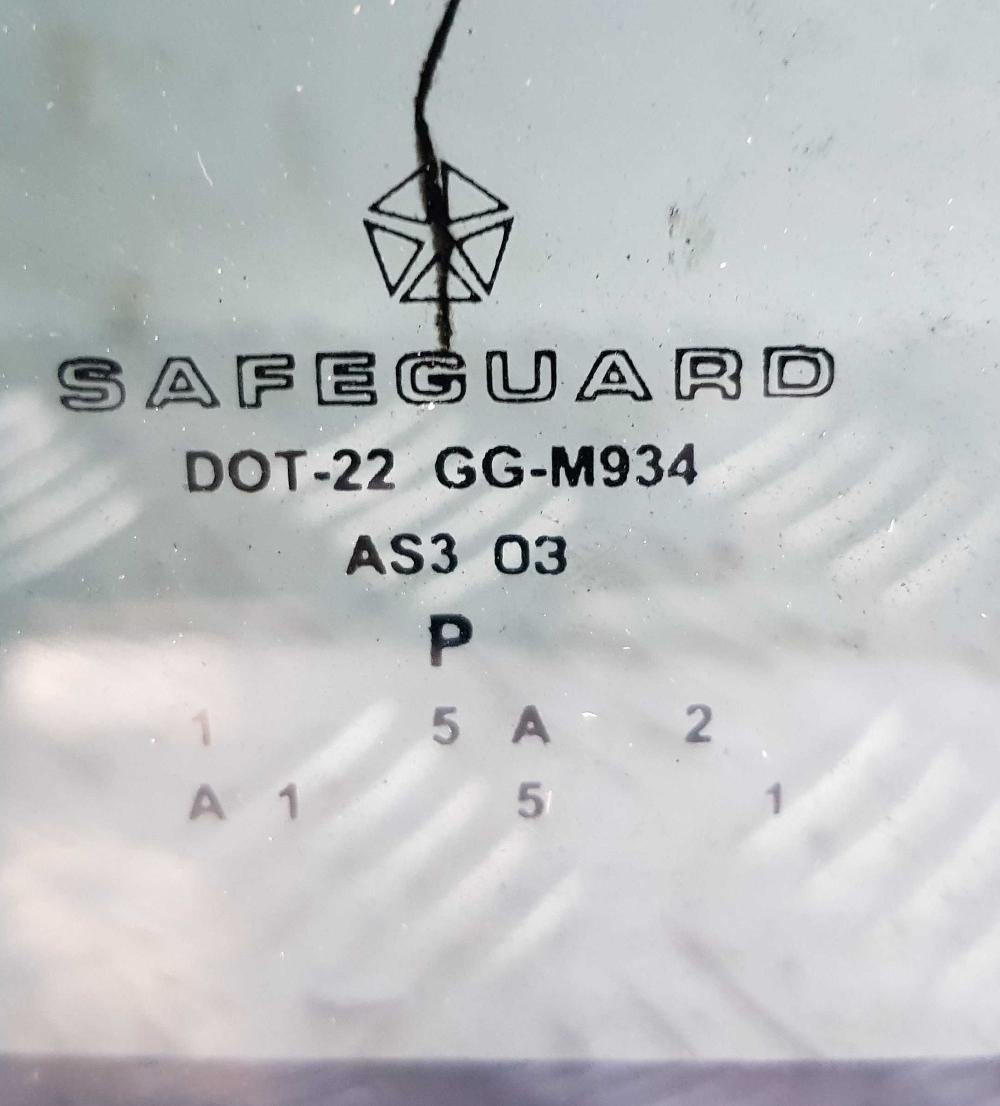 SAFEGUARD
DOT-22 GG-M934
AS3 03
P
1 5 A 2
A 1 5 1